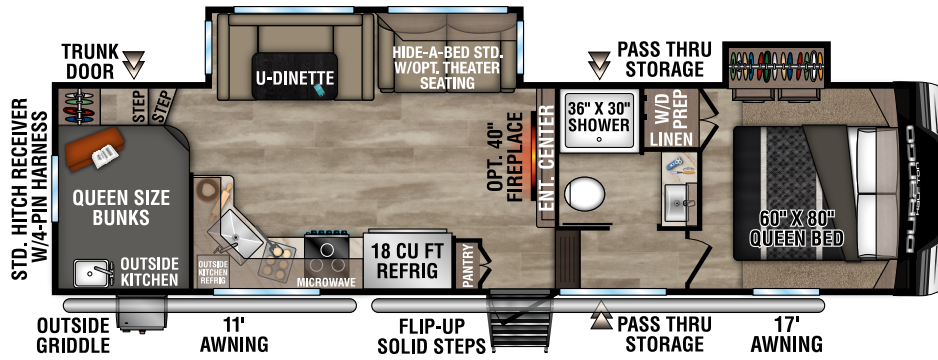 TRUNK
DOOR
U-DINETTE
HIDE-A-BED STD.
W/OPT. THEATER
SEATING
PASS THRU
STORAGE
STD. HITCH RECEIVER
W/4-PIN HARNESS
STEP
STEP
QUEEN SIZE
BUNKS
OUTSIDE
KITCHEN
OUTSIDE
KITCHEN
REFRIG
MICROWAVE
18 CU FT
REFRIG
PANTRY
OPT. 40"
FIREPLACE
ENT. CENTER
36" X 30"
SHOWER
W/D
PREP
LINEN
60" X 80"
QUEEN BED
DURANGO
HALF-TON
OUTSIDE
GRIDDLE
11'
AWNING
FLIP-UP
SOLID STEPS
PASS THRU
STORAGE
17'
AWNING